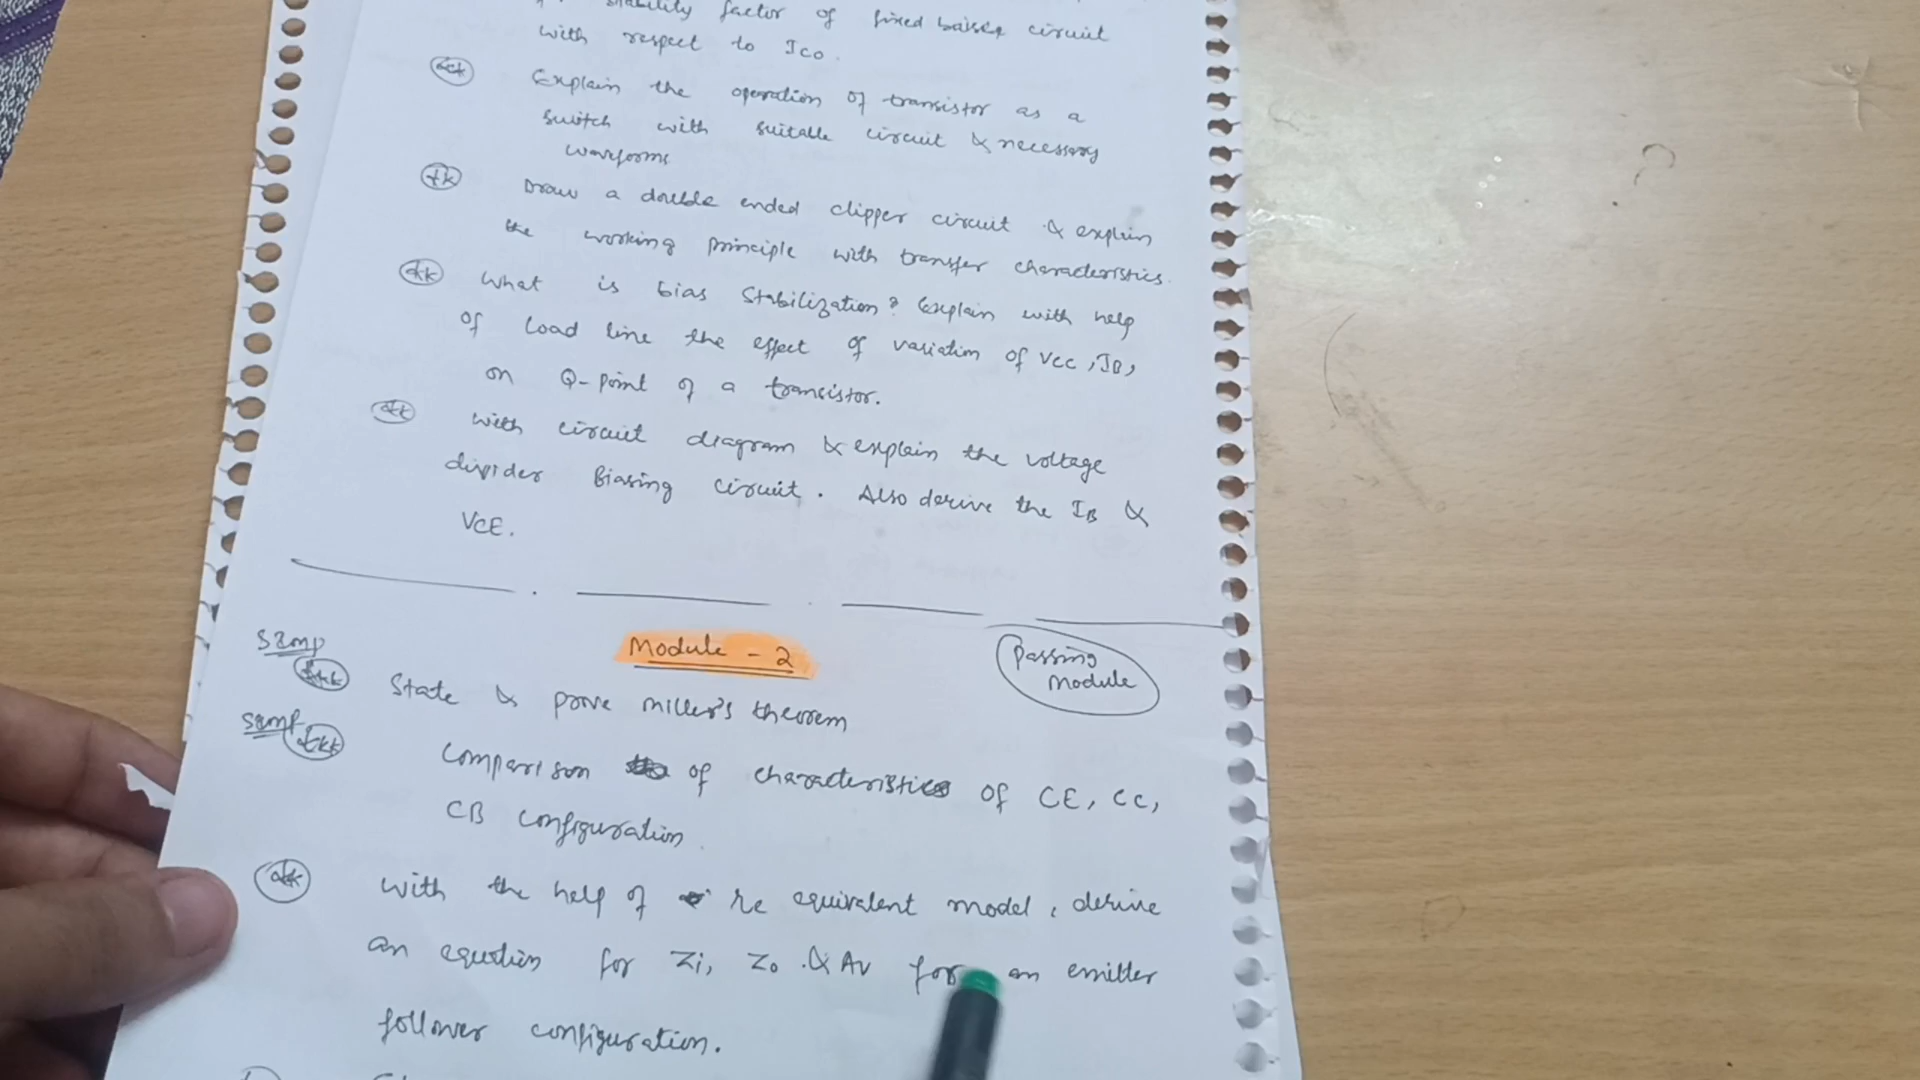 stability factor of fixed baised circuit
with respect to Ico.
Explain the operation of transistor as a
switch with suitable circuit & necessary
waveforms
Draw a double ended clipper circuit & explain
the working principle with transfer characteristics.
What is bias stabilization? Explain with help
of load line the effect of variation of Vcc, IB,
on Q-point of a transistor.
With circuit diagram & explain the voltage
divider Biasing circuit. Also derive the IB &
VCE.
Module - 2
Passing
Module
State & prove miller's theorem
comparison of characteristics of CE, CC,
CB configuration
with the help of re equivalent model, derive
an equation for Zi, Zo & Av for an emitter
follower configuration.